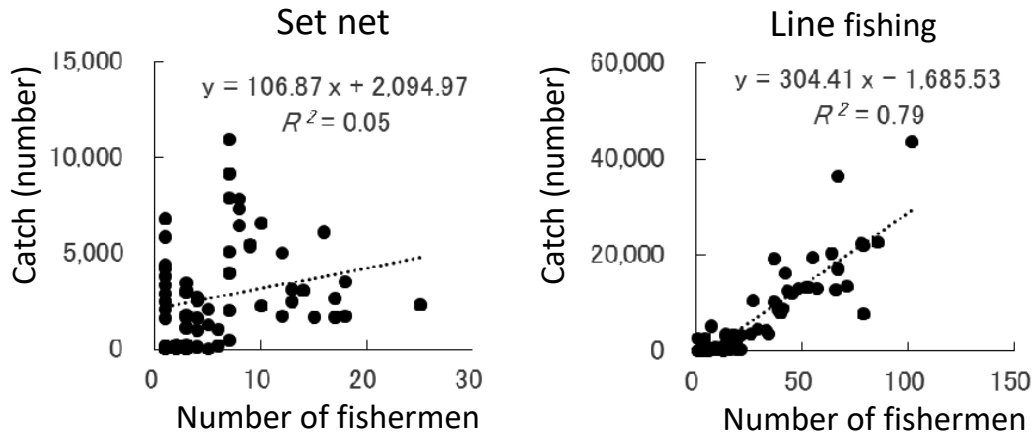 Set net
Catch (number)
15,000
10,000
5,000
0
y = 106.87 x + 2,094.97
R² = 0.05
0 10 20 30
Number of fishermen
Line fishing
Catch (number)
60,000
40,000
20,000
0
y = 304.41 x − 1,685.53
R² = 0.79
0 50 100 150
Number of fishermen